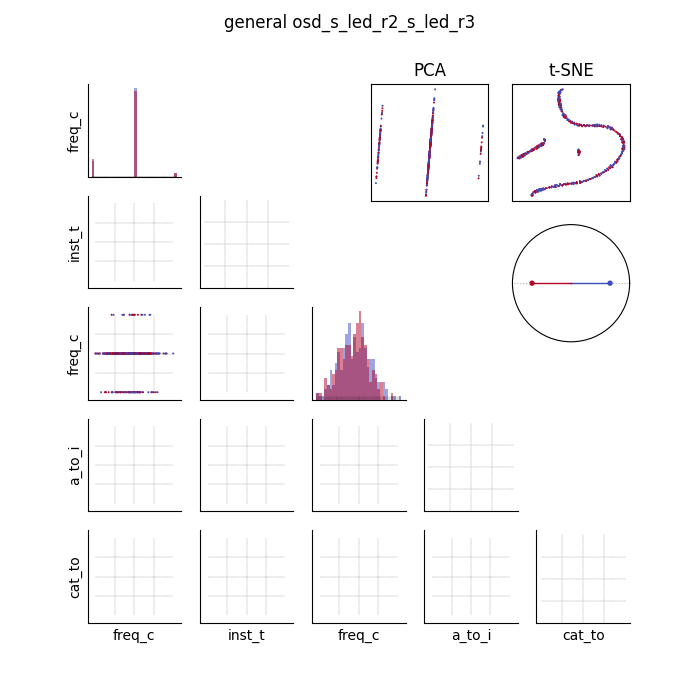 general osd_s_led_r2_s_led_r3
PCA
t-SNE
freq_c
inst_t
freq_c
a_to_i
cat_to
freq_c
inst_t
freq_c
a_to_i
cat_to